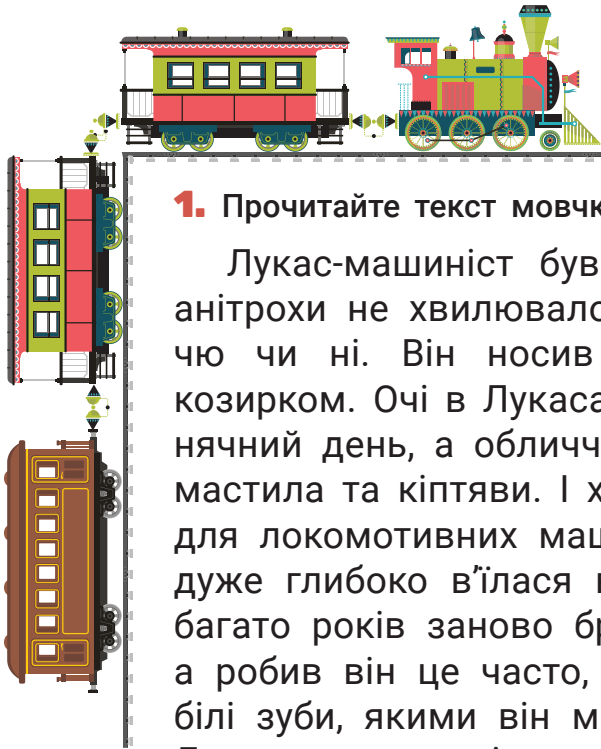 1. Прочитайте текст мовчк
Лукас-машиніст був
анітрохи не хвилювало
чю чи ні. Він носив
козирком. Очі в Лукаса
нячний день, а обличч
мастила та кіптяви. І х
для локомотивних маш
дуже глибоко в’їлася
багато років заново бр
а робив він це часто,
білі зуби, якими він м